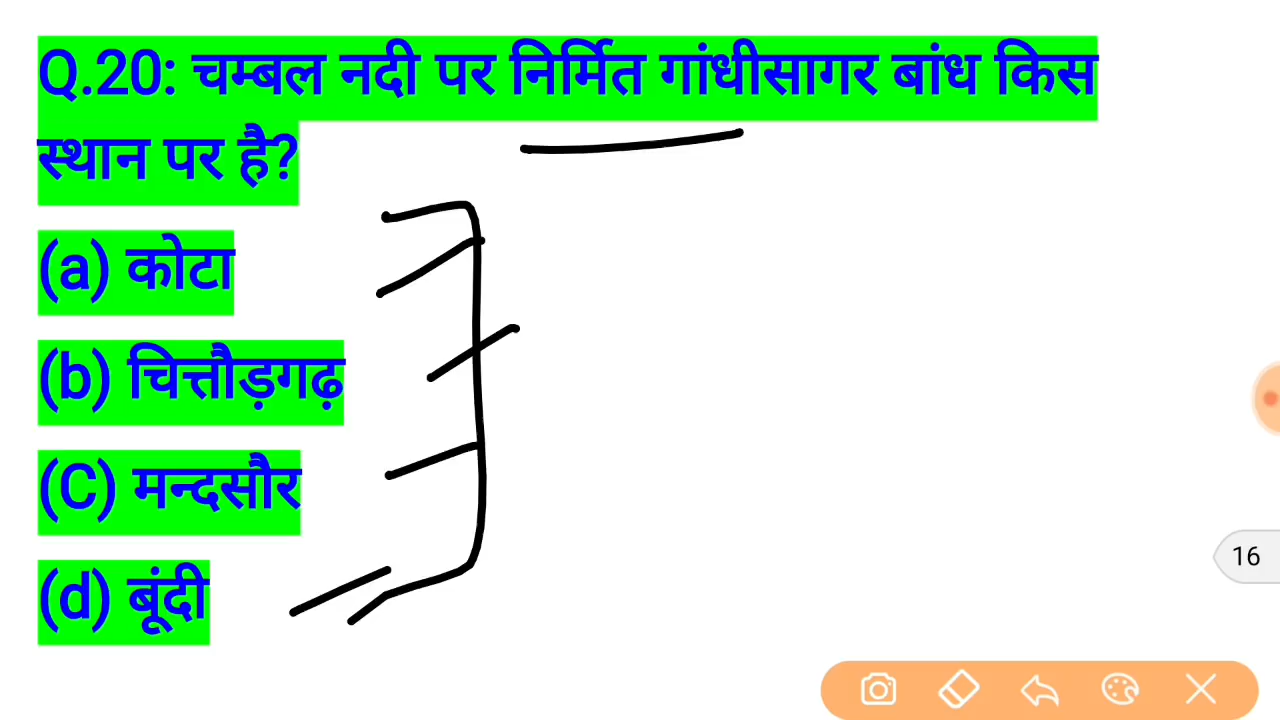 Q.20: चम्बल नदी पर निर्मित गांधीसागर बांध किस
स्थान पर है?
(a) कोटा
(b) चित्तौड़गढ़
(C) मन्दसौर
(d) बूंदी
16